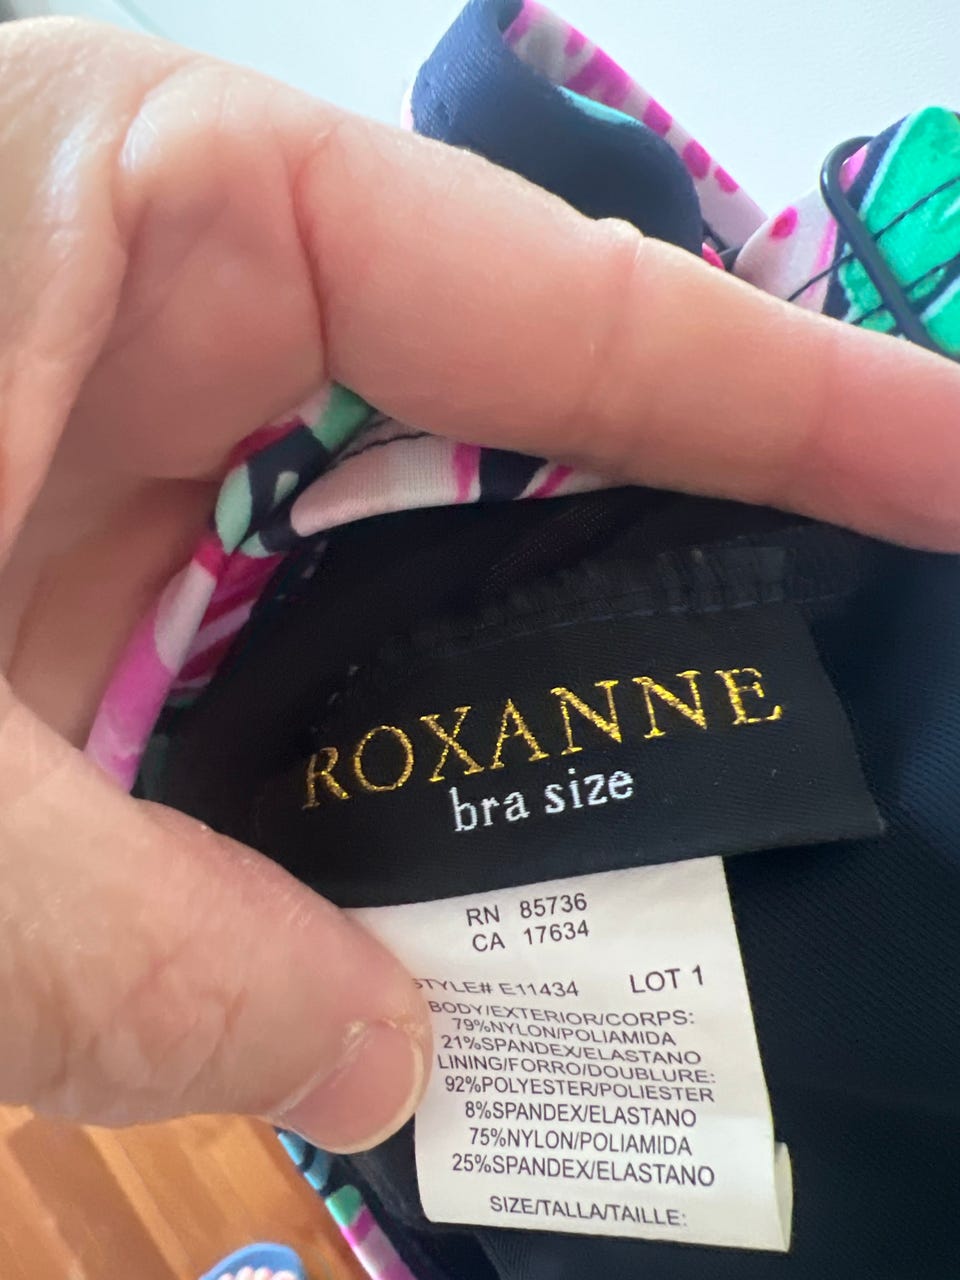 ROXANNE
bra size
RN 85736
CA 17634
STYLE# E11434 LOT 1
BODY/EXTERIOR/CORPS:
79%NYLON/POLIAMIDA
21%SPANDEX/ELASTANO
LINING/FORRO/DOUBLURE:
92%POLYESTER/POLIESTER
8%SPANDEX/ELASTANO
75%NYLON/POLIAMIDA
25%SPANDEX/ELASTANO
SIZE/TALLA/TAILLE: